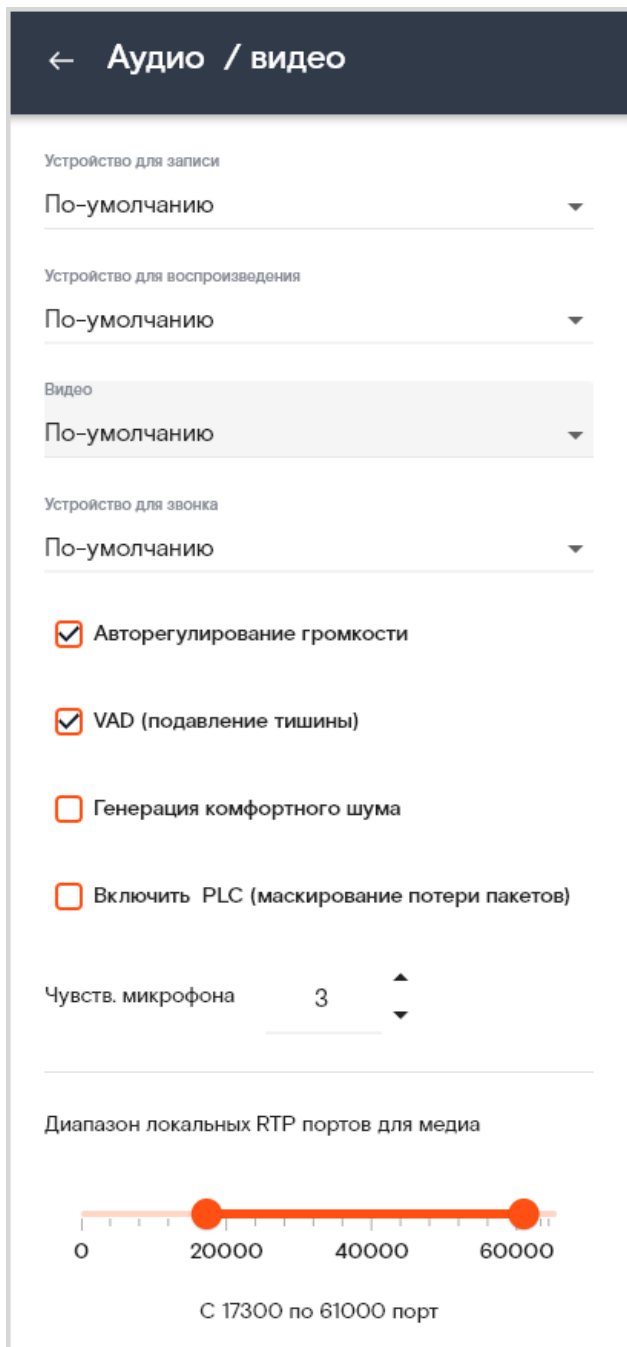 Аудио / видео
Устройство для записи
По-умолчанию
Устройство для воспроизведения
По-умолчанию
Видео
По-умолчанию
Устройство для звонка
По-умолчанию
Авторегулирование громкости
VAD (подавление тишины)
Генерация комфортного шума
Включить PLC (маскирование потери пакетов)
Чувств. микрофона 3
Диапазон локальных RTP портов для медиа
0 20000 40000 60000
С 17300 по 61000 порт